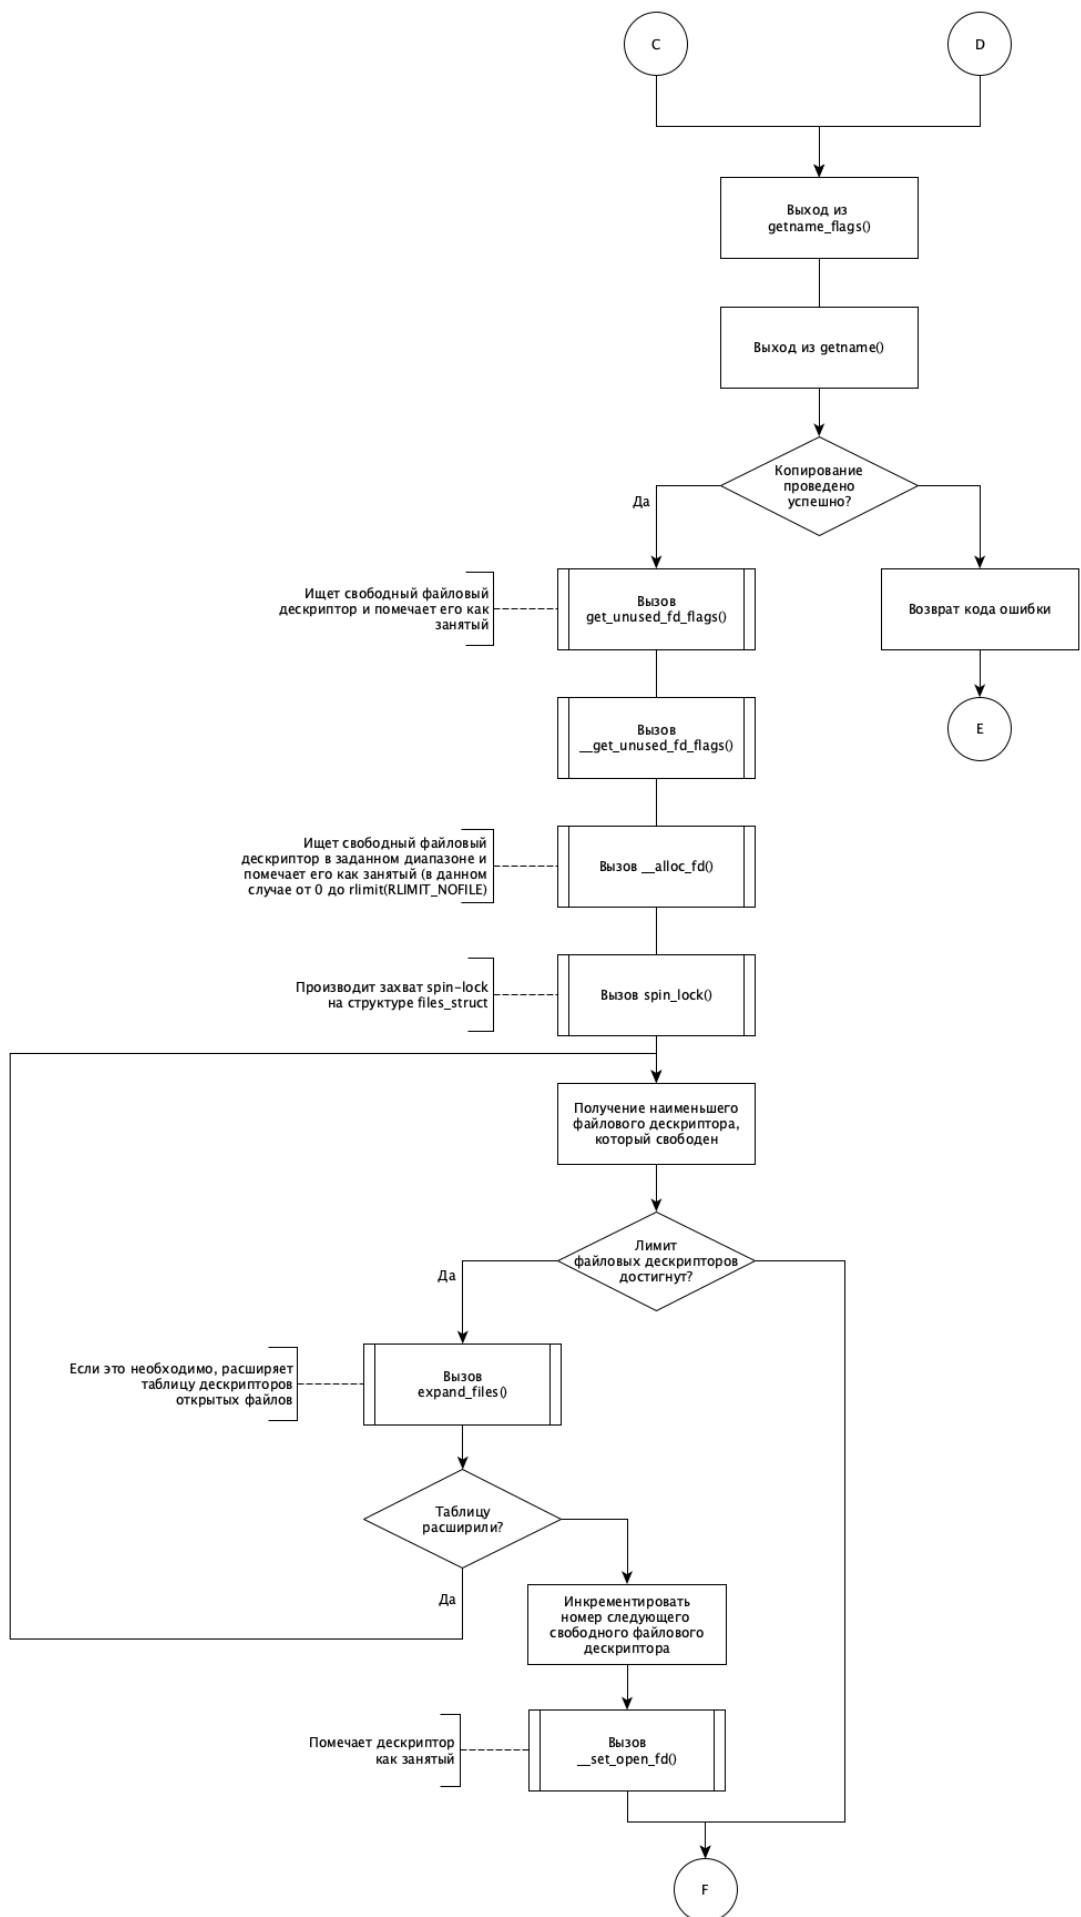 C
D
Выход из
getname_flags()
Выход из getname()
Копирование
проведено
успешно?
Да
Ищет свободный файловый
дескриптор и помечает его как
занятый
Вызов
get_unused_fd_flags()
Возврат кода ошибки
Вызов
__get_unused_fd_flags()
E
Ищет свободный файловый
дескриптор в заданном диапазоне и
помечает его как занятый (в данном
случае от 0 до rlimit(RLIMIT_NOFILE)
Вызов __alloc_fd()
Производит захват spin-lock
на структуре files_struct
Вызов spin_lock()
Получение наименьшего
файлового дескриптора,
который свободен
Лимит
файловых дескрипторов
достигнут?
Да
Если это необходимо, расширяет
таблицу дескрипторов
открытых файлов
Вызов
expand_files()
Таблицу
расширили?
Да
Инкрементировать
номер следующего
свободного файлового
дескриптора
Помечает дескриптор
как занятый
Вызов
__set_open_fd()
F